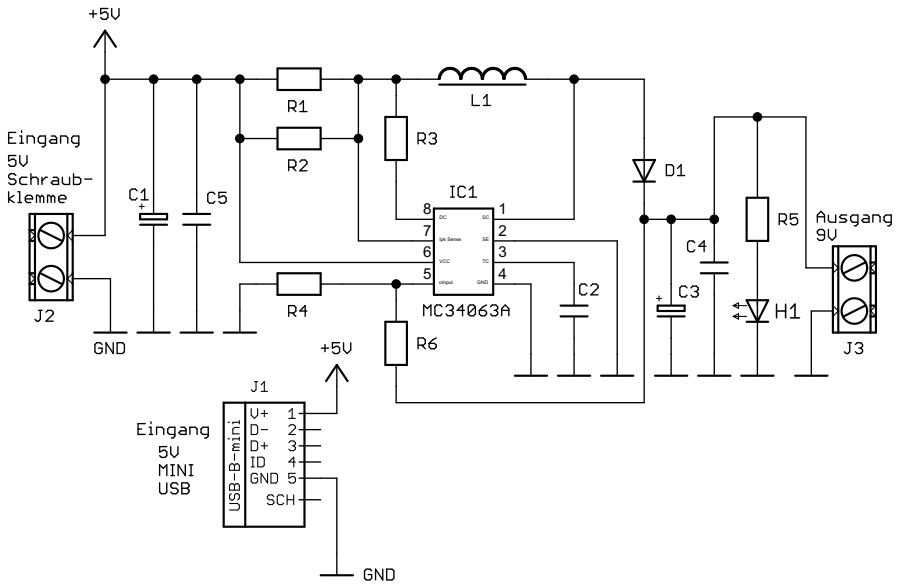 +5V
R1
L1
R2
R3
Eingang
5V
Schraub-
klemme
J2
GND
C1
+
C5
D1
IC1
8 DC SC 1
7 Ipk Sense SE 2
6 VCC TC 3
5 cInput GND 4
MC34063A
R4
R6
C2
C3
+
C4
R5
H1
Ausgang
9V
J3
+5V
J1
Eingang
5V
MINI
USB
USB-B-mini
V+ 1
D- 2
D+ 3
ID 4
GND 5
SCH
GND